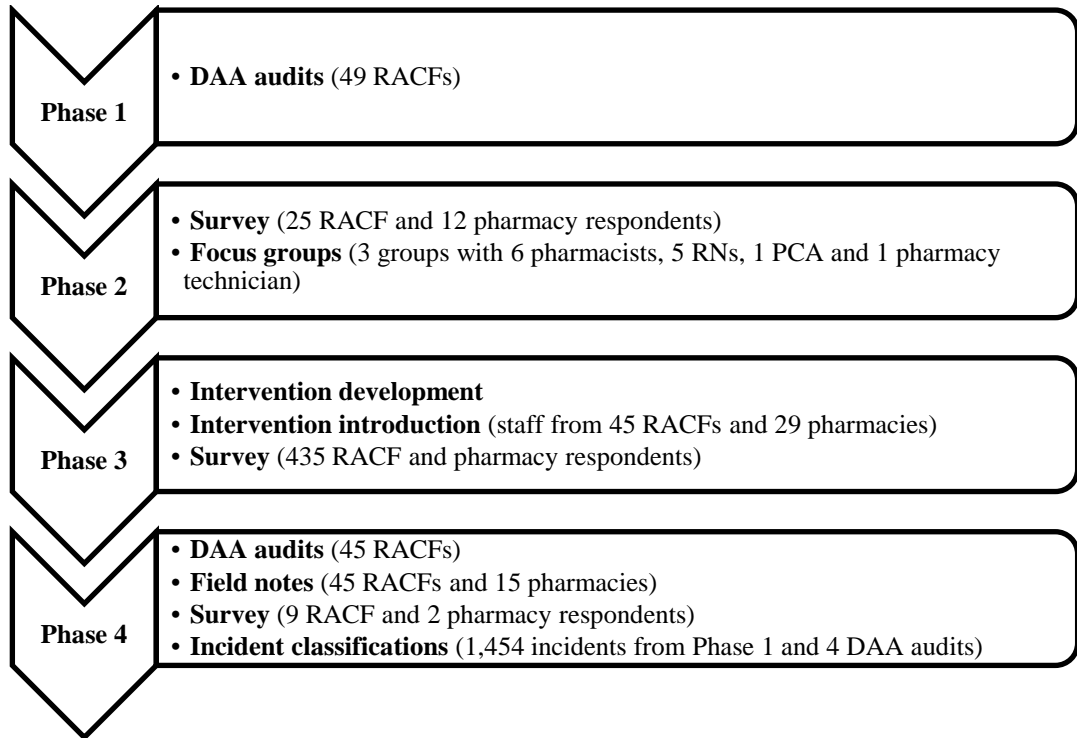 Phase 1
• DAA audits (49 RACFs)
Phase 2
• Survey (25 RACF and 12 pharmacy respondents)
• Focus groups (3 groups with 6 pharmacists, 5 RNs, 1 PCA and 1 pharmacy
technician)
Phase 3
• Intervention development
• Intervention introduction (staff from 45 RACFs and 29 pharmacies)
• Survey (435 RACF and pharmacy respondents)
Phase 4
• DAA audits (45 RACFs)
• Field notes (45 RACFs and 15 pharmacies)
• Survey (9 RACF and 2 pharmacy respondents)
• Incident classifications (1,454 incidents from Phase 1 and 4 DAA audits)